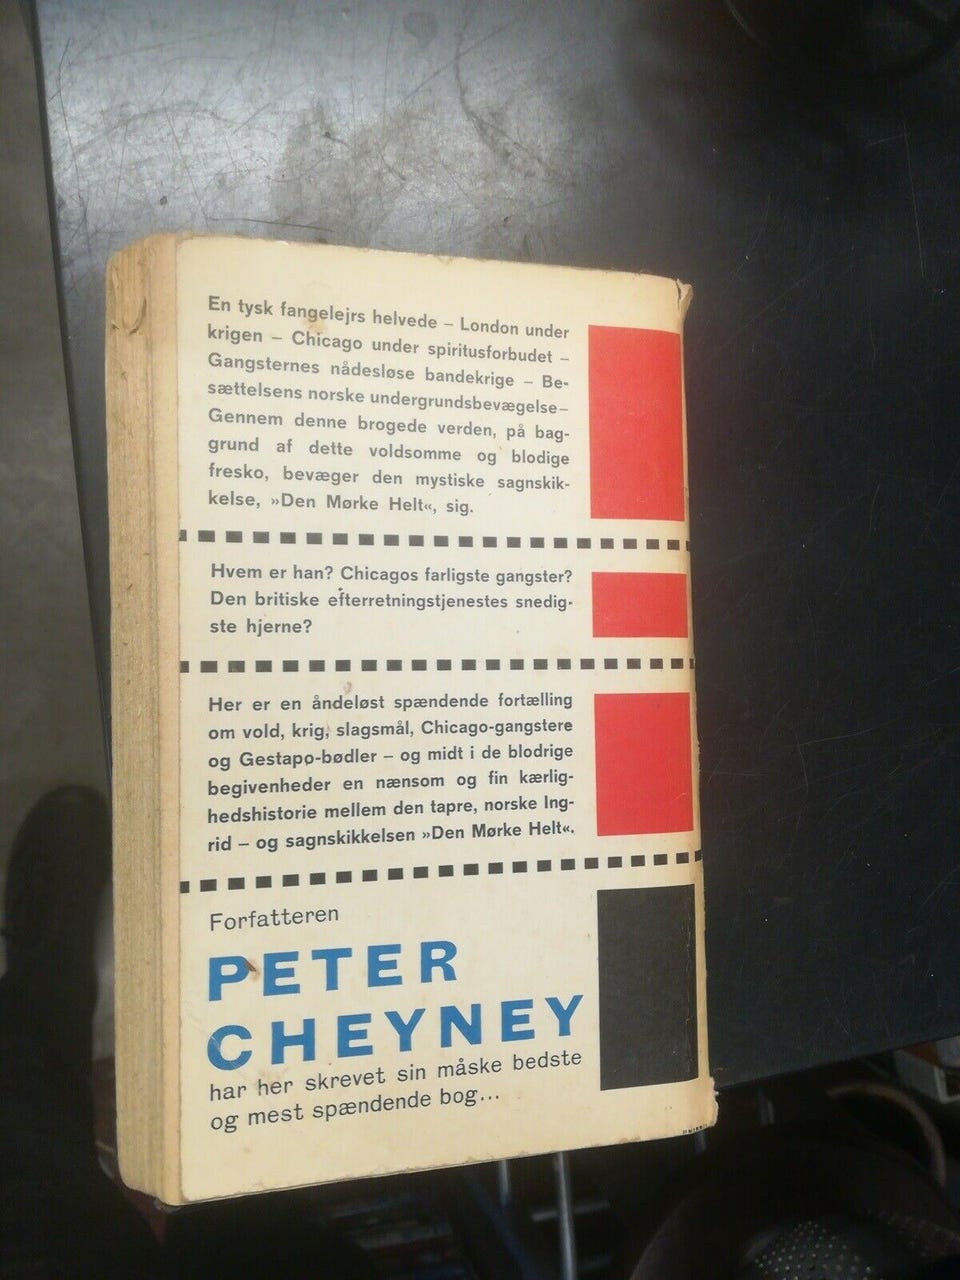 En tysk fangelejrs helvede – London under
krigen – Chicago under spiritusforbudet –
Gangsternes nådesløse bandekrige – Be-
sættelsens norske undergrundsbevægelse–
Gennem denne brogede verden, på bag-
grund af dette voldsomme og blodige
fresko, bevæger den mystiske sagnskik-
kelse, »Den Mørke Helt«, sig.
Hvem er han? Chicagos farligste gangster?
Den britiske efterretningstjenestes snedig-
ste hjerne?
Her er en åndeløst spændende fortælling
om vold, krig, slagsmål, Chicago-gangstere
og Gestapo-bødler – og midt i de blodrige
begivenheder en nænsom og fin kærlig-
hedshistorie mellem den tapre, norske Ing-
rid – og sagnskikkelsen »Den Mørke Helt«.
Forfatteren
PETER
CHEYNEY
har her skrevet sin måske bedste
og mest spændende bog...